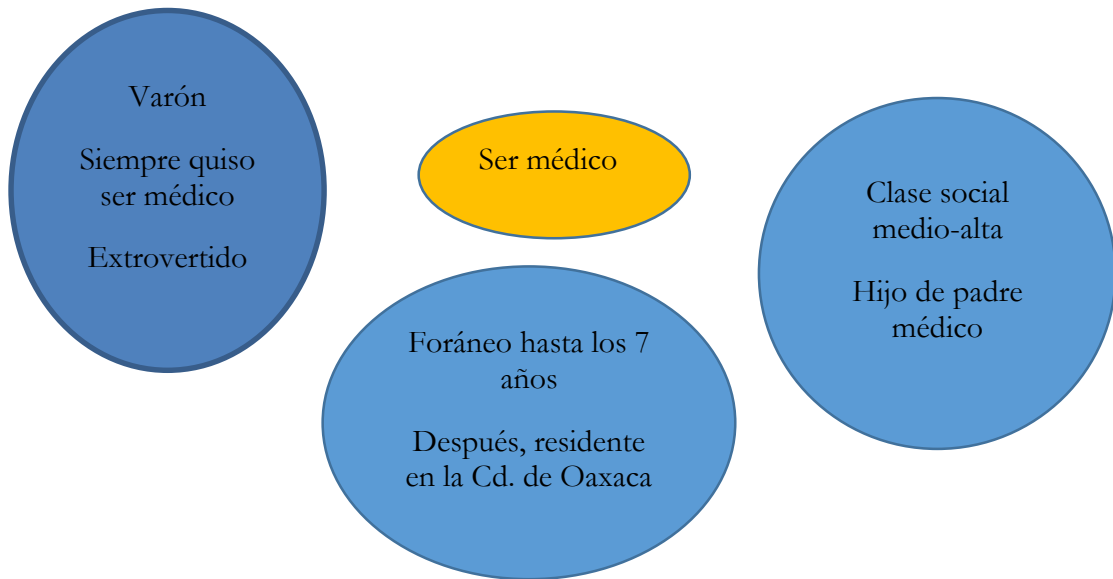 Varón
Siempre quiso
ser médico
Extrovertido
Ser médico
Foráneo hasta los 7
años
Después, residente
en la Cd. de Oaxaca
Clase social
medio-alta
Hijo de padre
médico